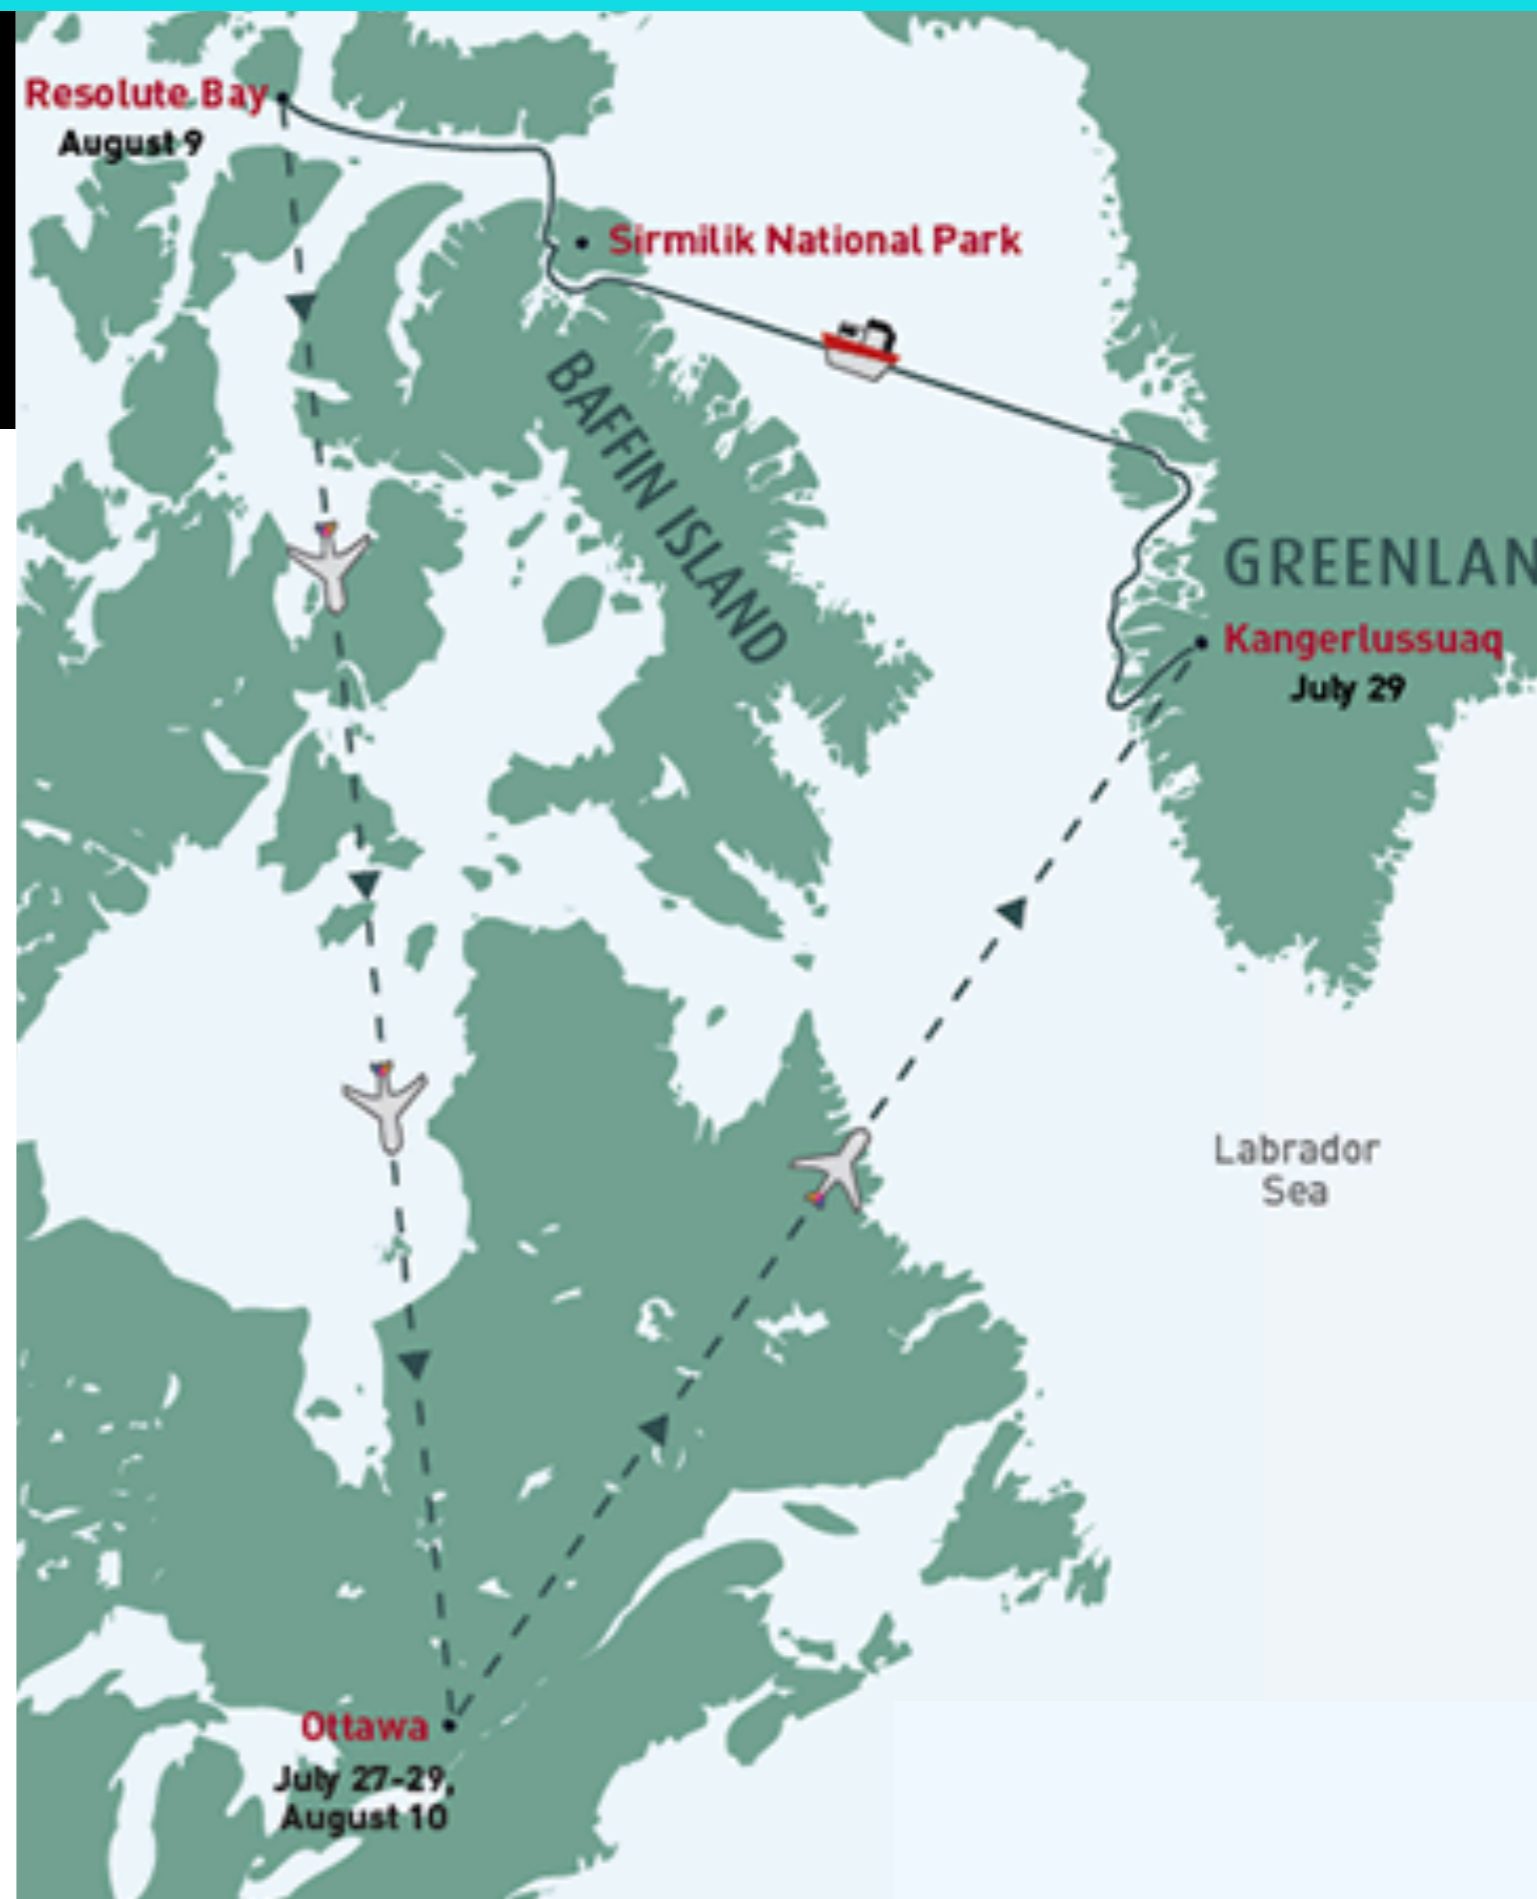 Resolute Bay
August 9
Sirmilik National Park
BAFFIN ISLAND
GREENLAN
Kangerlussuaq
July 29
Labrador
Sea
Ottawa
July 27-29,
August 10